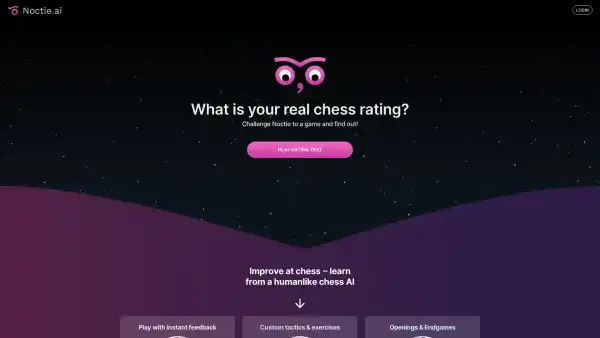 Noctie.ai
LOGIN
What is your real chess rating?
Challenge Noctie to a game and find out!
PLAY RATING TEST
Improve at chess – learn
from a humanlike chess AI
Play with instant feedback
Custom tactics & exercises
Openings & Endgames